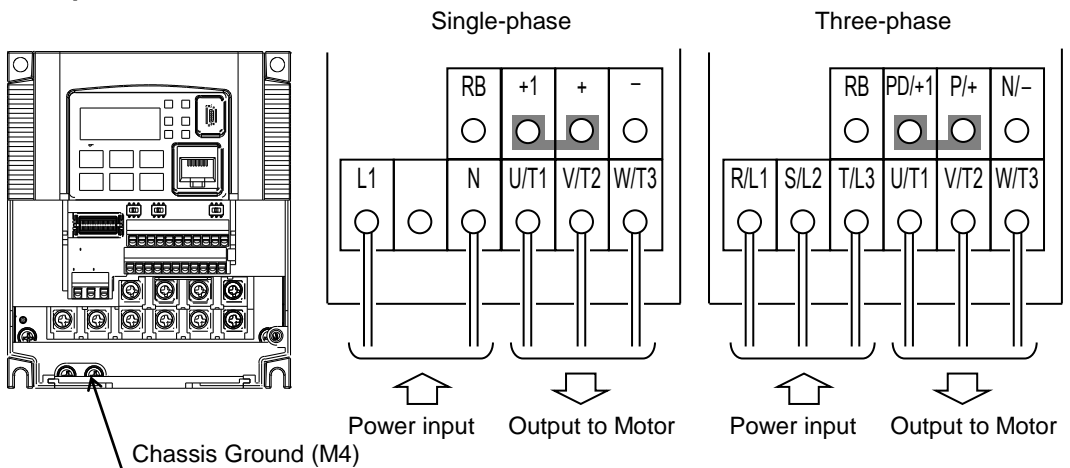 Single-phase
Three-phase
RB +1 + −
L1 N U/T1 V/T2 W/T3
RB PD/+1 P/+ N/−
R/L1 S/L2 T/L3 U/T1 V/T2 W/T3
Power input
Output to Motor
Power input
Output to Motor
Chassis Ground (M4)